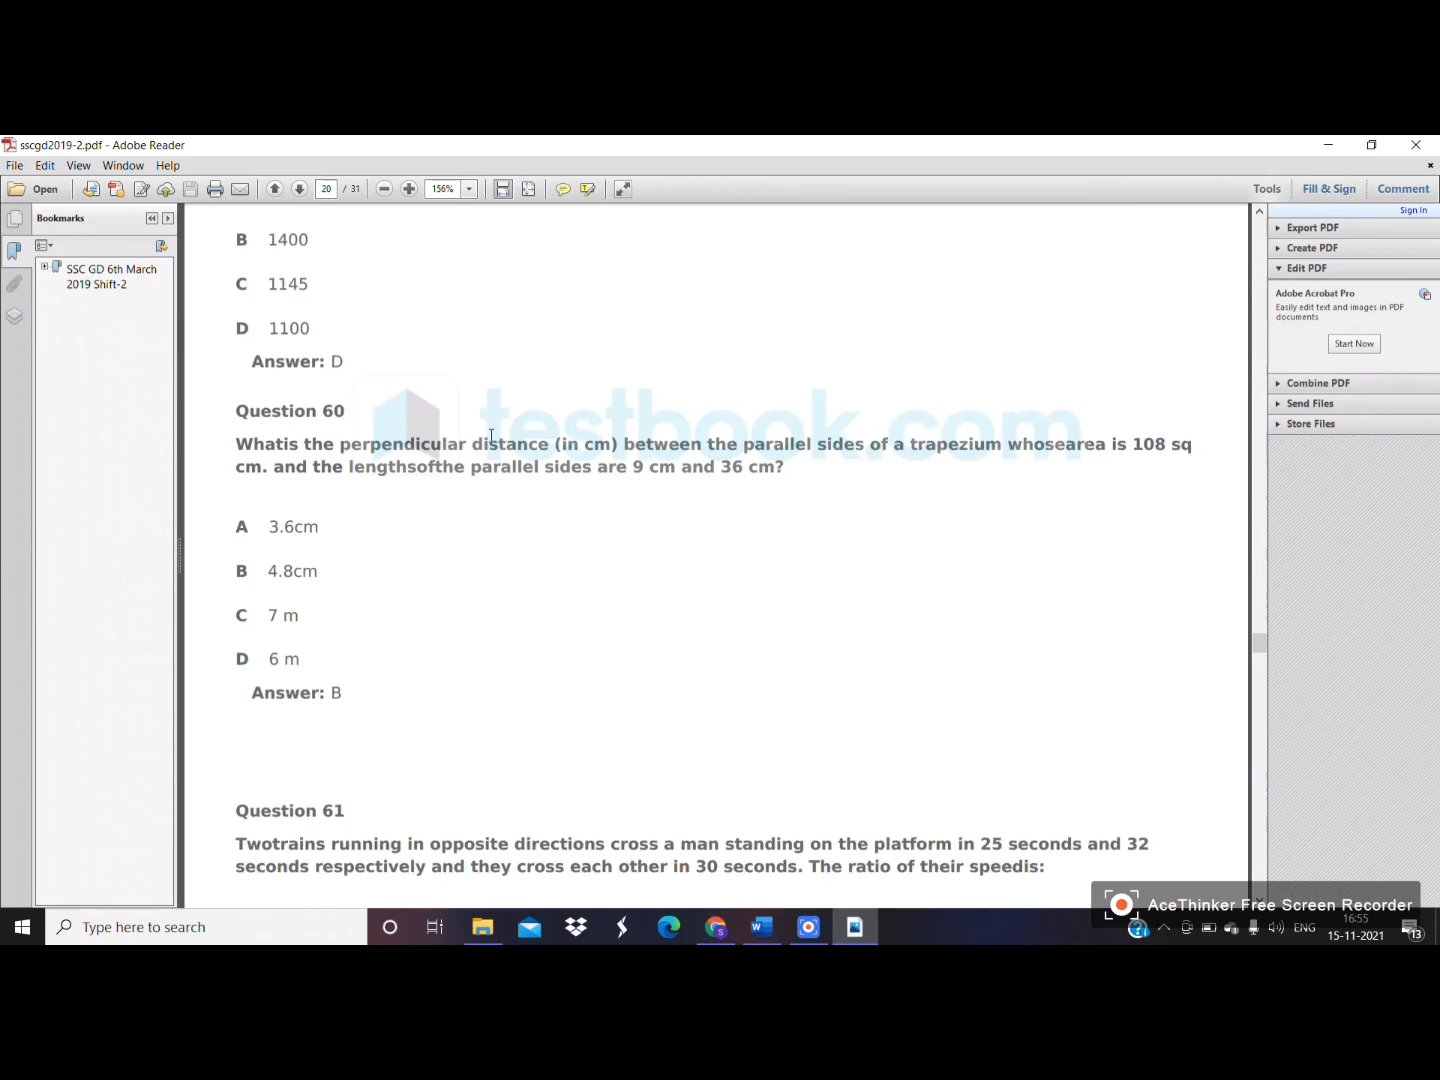 sscgd2019-2.pdf - Adobe Reader
File Edit View Window Help
Open 20 / 31 156% Tools Fill & Sign Comment
Sign In
Bookmarks
SSC GD 6th March
2019 Shift-2
B 1400
C 1145
D 1100
Answer: D
testbook.com
Question 60
Whatis the perpendicular distance (in cm) between the parallel sides of a trapezium whosearea is 108 sq
cm. and the lengthsofthe parallel sides are 9 cm and 36 cm?
A 3.6cm
B 4.8cm
C 7 m
D 6 m
Answer: B
Question 61
Twotrains running in opposite directions cross a man standing on the platform in 25 seconds and 32
seconds respectively and they cross each other in 30 seconds. The ratio of their speedis:
Export PDF
Create PDF
Edit PDF
Adobe Acrobat Pro
Easily edit text and images in PDF
documents
Start Now
Combine PDF
Send Files
Store Files
AceThinker Free Screen Recorder
Type here to search
ENG
16:55
15-11-2021
13